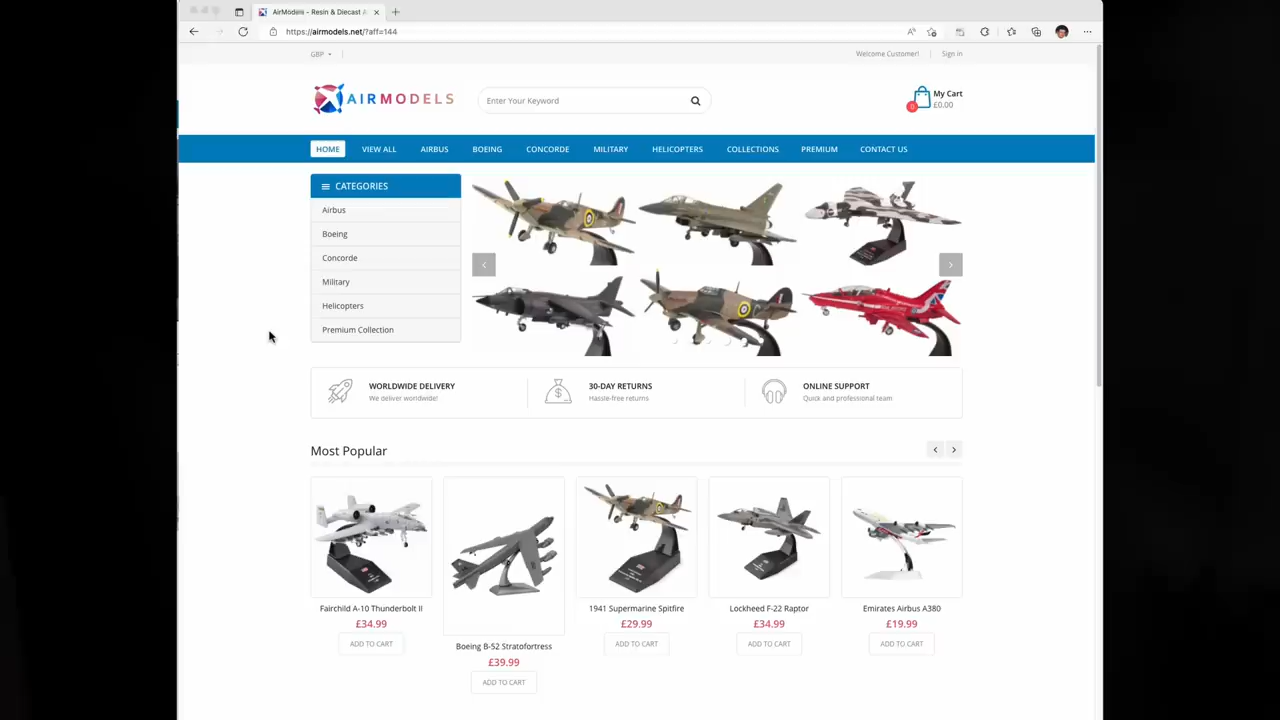 AirModels - Resin & Diecast A
https://airmodels.net/?aff=144
GBP
Welcome Customer!
Sign in
AIRMODELS
Enter Your Keyword
My Cart
0
£0.00
HOME VIEW ALL AIRBUS BOEING CONCORDE MILITARY HELICOPTERS COLLECTIONS PREMIUM CONTACT US
CATEGORIES
Airbus
Boeing
Concorde
Military
Helicopters
Premium Collection
WORLDWIDE DELIVERY
We deliver worldwide!
30-DAY RETURNS
Hassle-free returns
ONLINE SUPPORT
Quick and professional team
Most Popular
Fairchild A-10 Thunderbolt II
£34.99
ADD TO CART
Boeing B-52 Stratofortress
£39.99
ADD TO CART
1941 Supermarine Spitfire
£29.99
ADD TO CART
Lockheed F-22 Raptor
£34.99
ADD TO CART
Emirates Airbus A380
£19.99
ADD TO CART